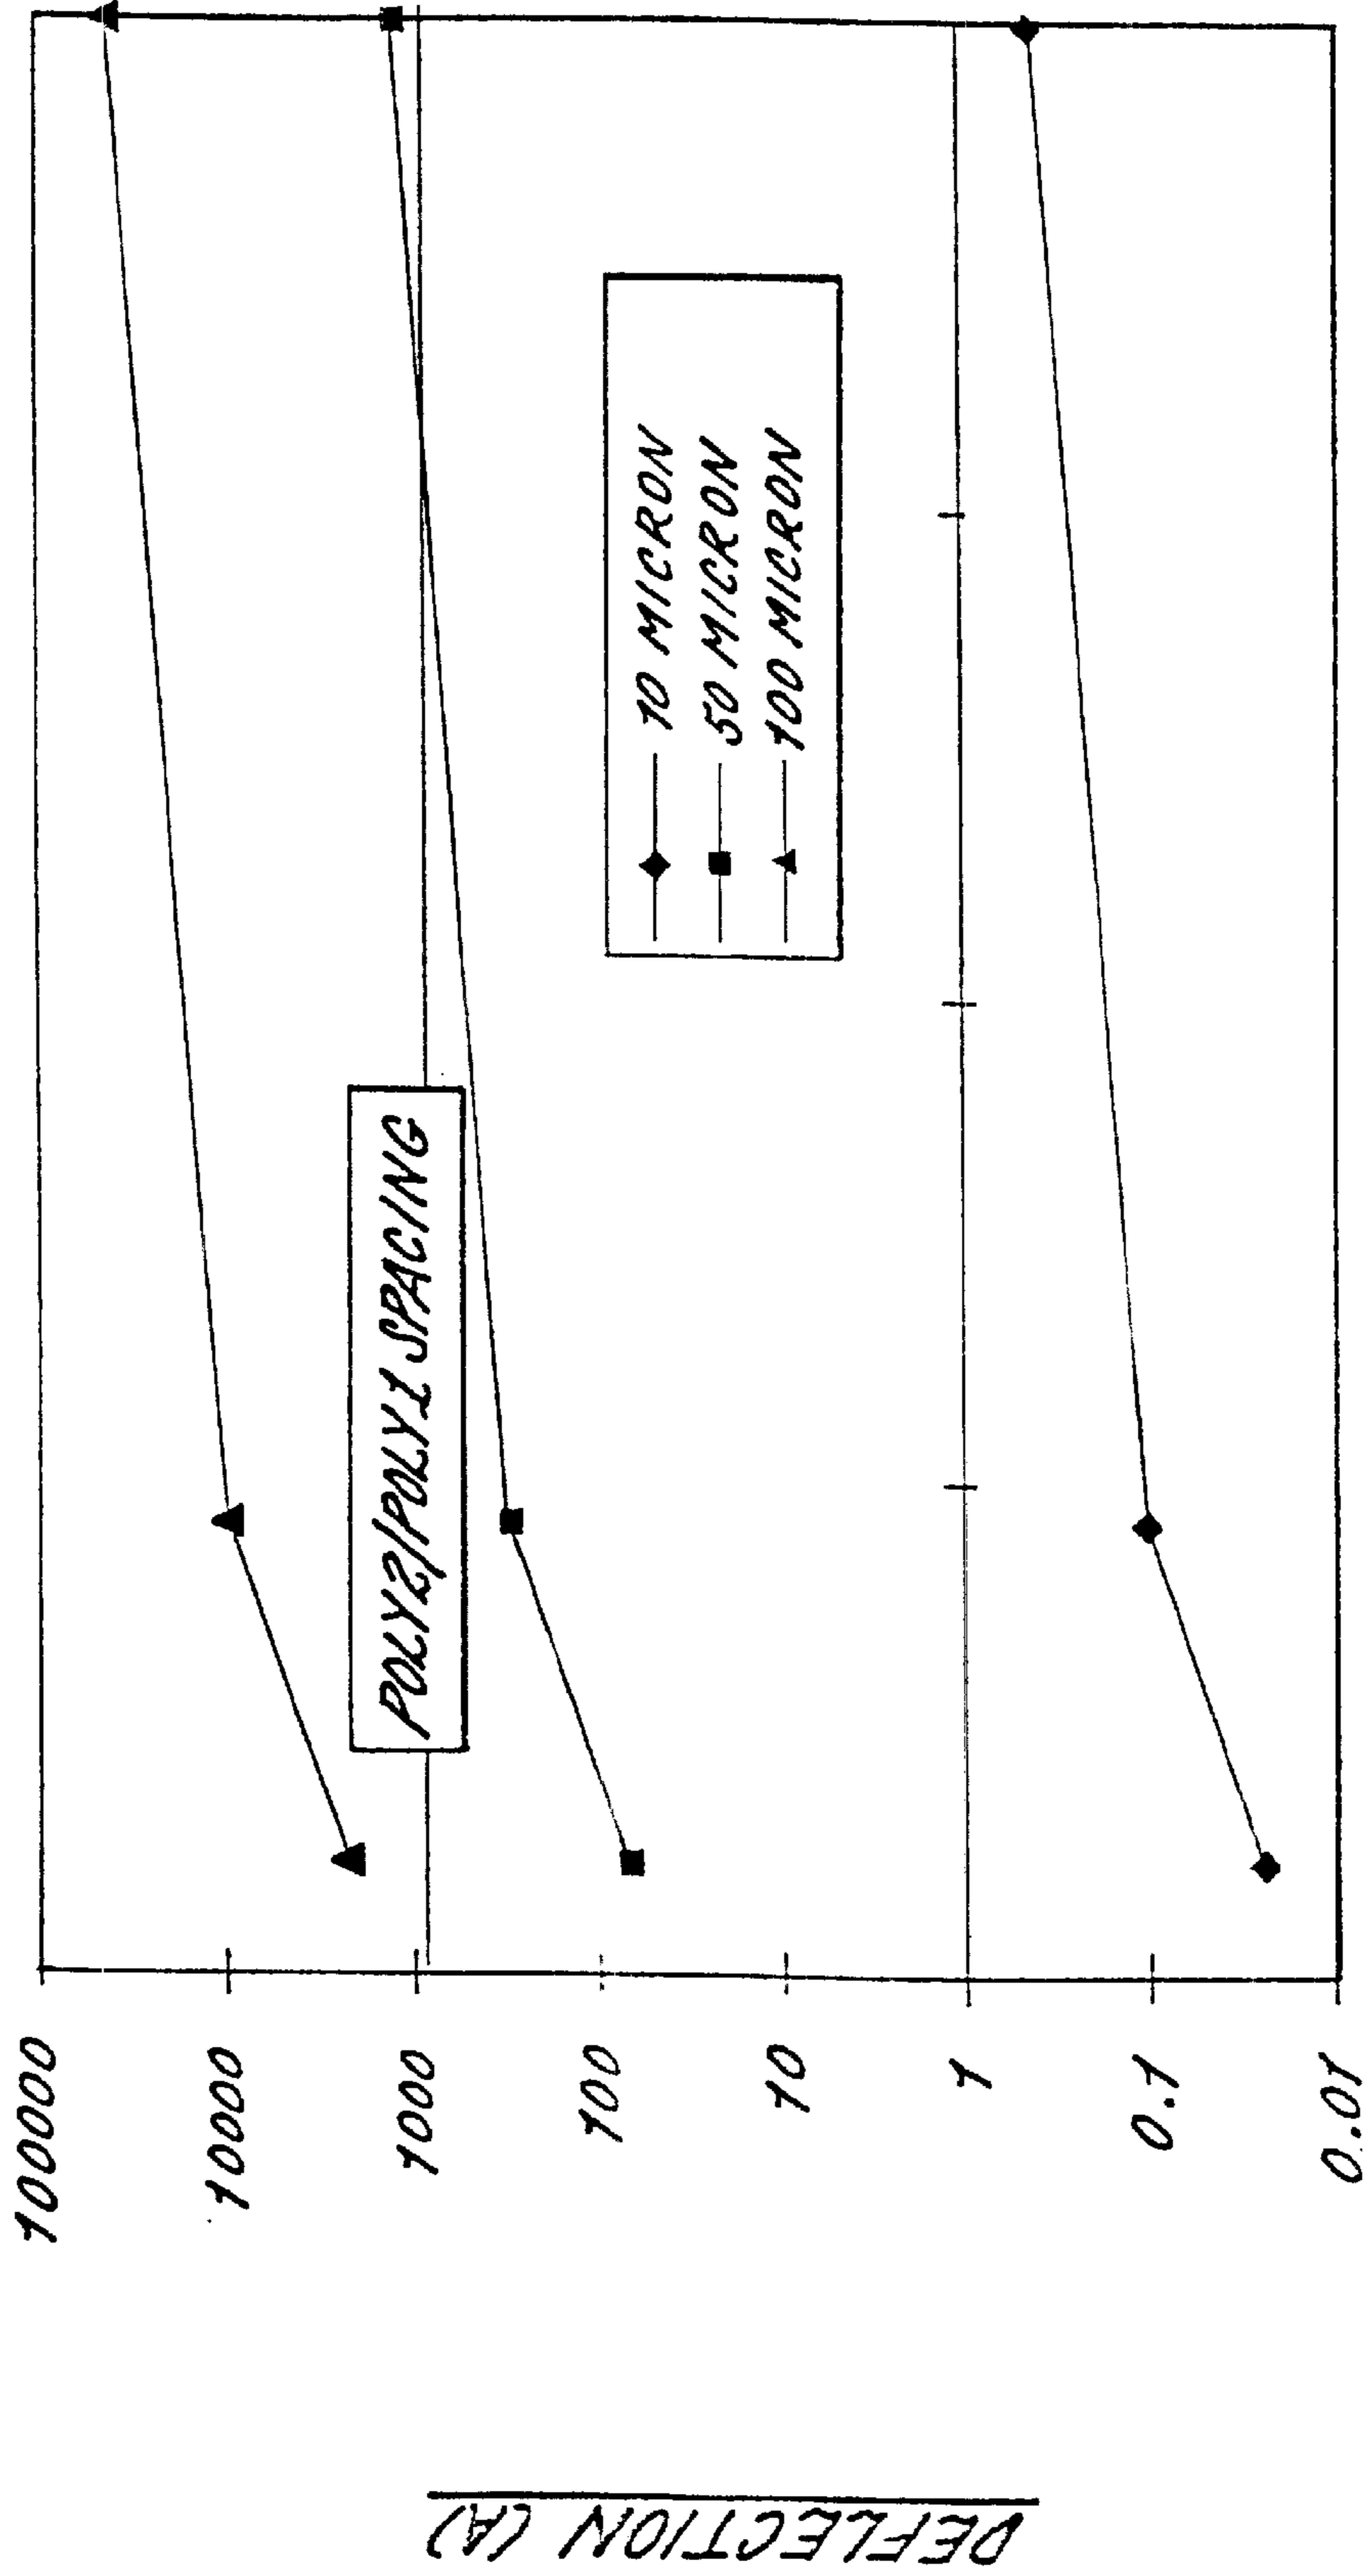 100000
10000
1000
100
10
1
0.1
0.01
DEFLECTION (A)
POLY2/POLY1 SPACING
10 MICRON
50 MICRON
100 MICRON